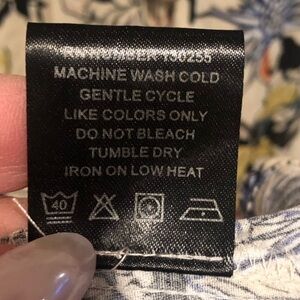 RN NUMBER 130255
MACHINE WASH COLD
GENTLE CYCLE
LIKE COLORS ONLY
DO NOT BLEACH
TUMBLE DRY
IRON ON LOW HEAT
40